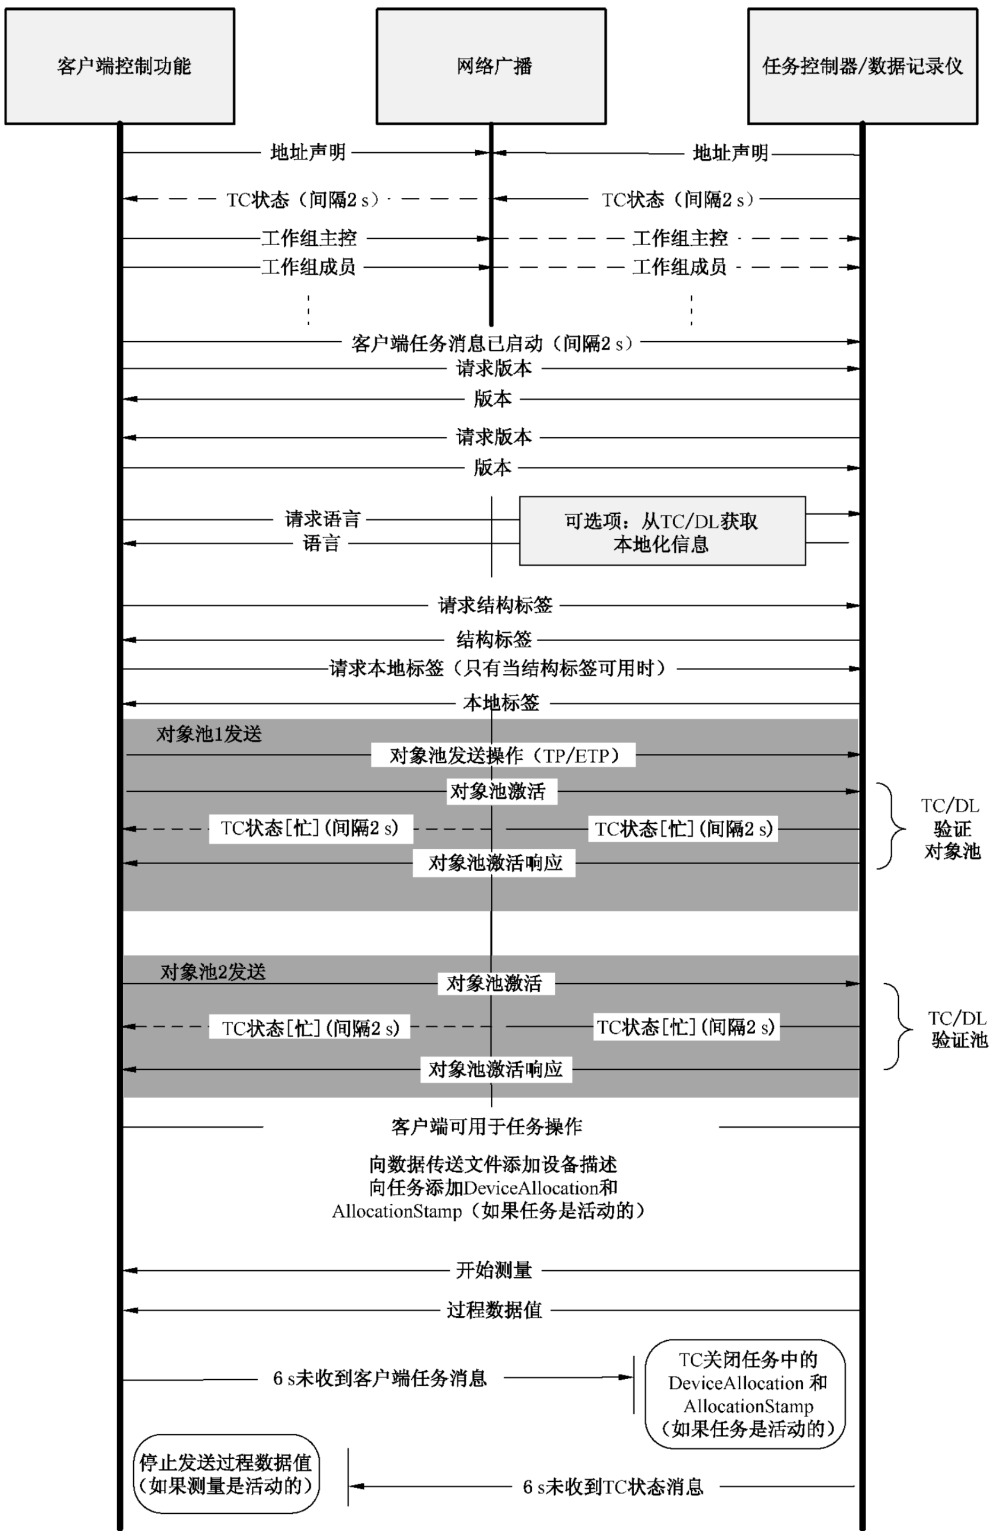 客户端控制功能
网络广播
任务控制器/数据记录仪
地址声明
地址声明
TC状态（间隔2 s）
TC状态（间隔2 s）
工作组主控
工作组主控
工作组成员
工作组成员
客户端任务消息已启动（间隔2 s）
请求版本
版本
请求版本
版本
请求语言
语言
可选项：从TC/DL获取
本地化信息
请求结构标签
结构标签
请求本地标签（只有当结构标签可用时）
本地标签
对象池1发送
对象池发送操作（TP/ETP）
对象池激活
TC状态[忙](间隔2 s)
TC状态[忙](间隔2 s)
对象池激活响应
TC/DL
验证
对象池
对象池2发送
对象池激活
TC状态[忙](间隔2 s)
TC状态[忙](间隔2 s)
对象池激活响应
TC/DL
验证池
客户端可用于任务操作
向数据传送文件添加设备描述
向任务添加DeviceAllocation和
AllocationStamp（如果任务是活动的）
开始测量
过程数据值
6 s未收到客户端任务消息
TC关闭任务中的
DeviceAllocation 和
AllocationStamp
（如果任务是活动的）
停止发送过程数据值
（如果测量是活动的）
6 s未收到TC状态消息